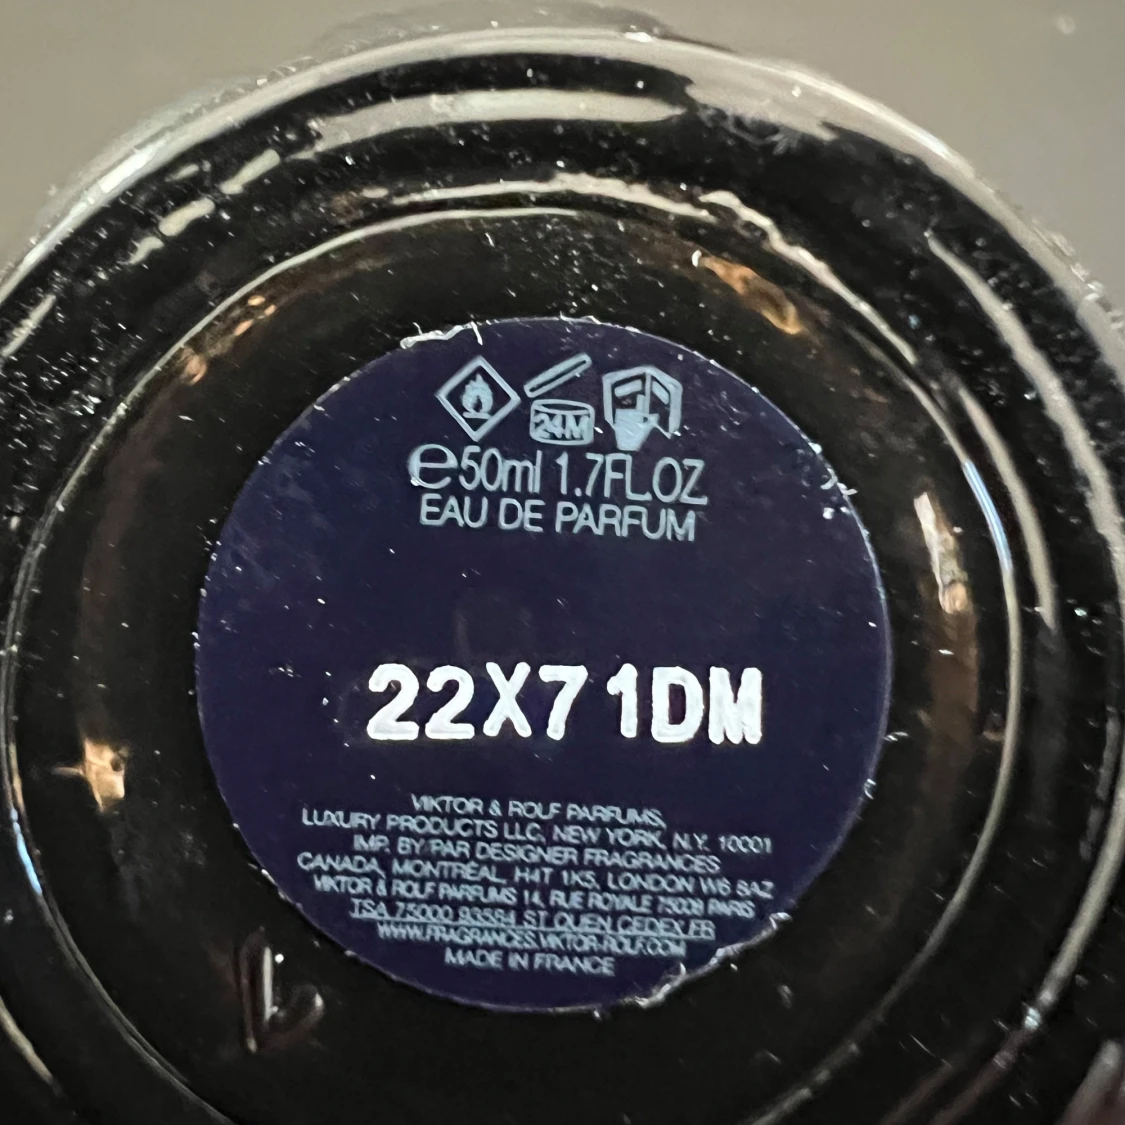 24M
e50ml 1.7FL.OZ
EAU DE PARFUM
22X71DM
VIKTOR & ROLF PARFUMS,
LUXURY PRODUCTS LLC, NEW YORK, N.Y. 10001
IMP. BY/PAR DESIGNER FRAGRANCES
CANADA, MONTRÉAL, H4T 1K5, LONDON W6 8AZ
VIKTOR & ROLF PARFUMS 14, RUE ROYALE 75008 PARIS
TSA 75000 93584 ST OUEN CEDEX FR
WWW.FRAGRANCES.VIKTOR-ROLF.COM
MADE IN FRANCE